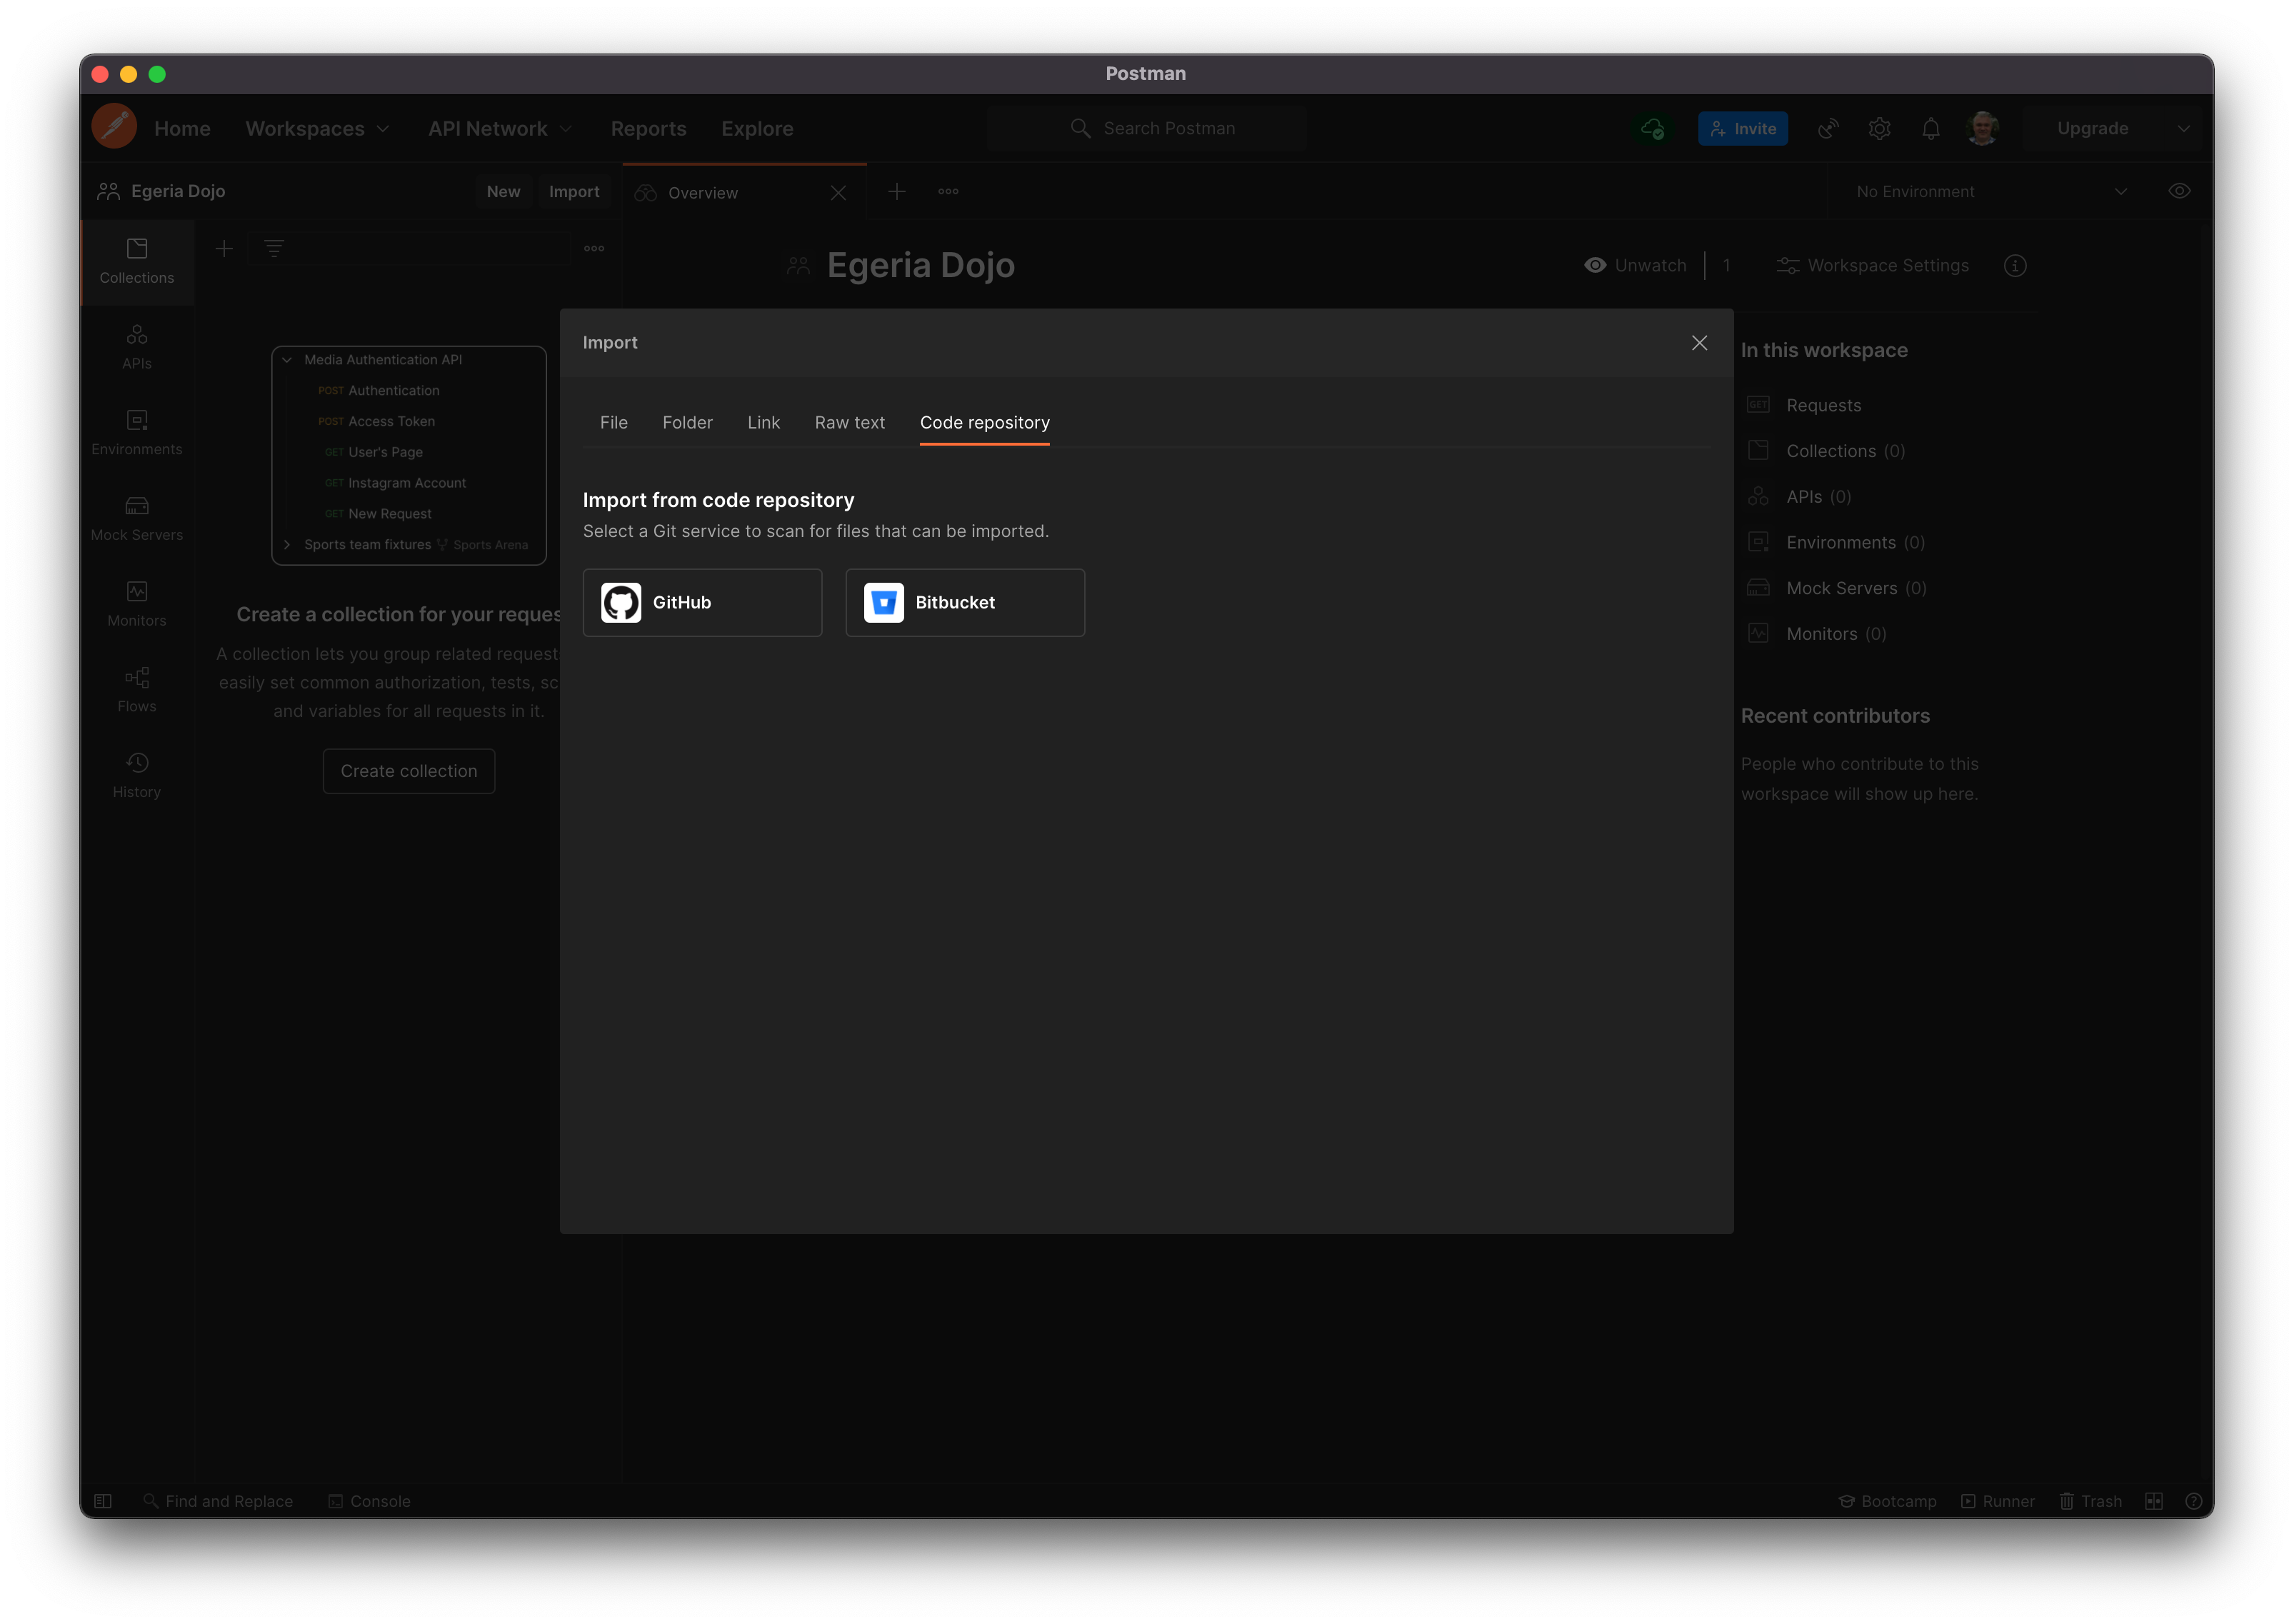 Postman
Home Workspaces API Network Reports Explore
Search Postman
Invite
Upgrade
Egeria Dojo
New Import
Overview
No Environment
Collections
APIs
Environments
Mock Servers
Monitors
Flows
History
Media Authentication API
POST Authentication
POST Access Token
GET User's Page
GET Instagram Account
GET New Request
Sports team fixtures Sports Arena
Create a collection for your reques
A collection lets you group related request
easily set common authorization, tests, sc
and variables for all requests in it.
Create collection
Egeria Dojo
Unwatch 1
Workspace Settings
Import
File Folder Link Raw text Code repository
Import from code repository
Select a Git service to scan for files that can be imported.
GitHub
Bitbucket
In this workspace
GET Requests
Collections (0)
APIs (0)
Environments (0)
Mock Servers (0)
Monitors (0)
Recent contributors
People who contribute to this
workspace will show up here.
Find and Replace
Console
Bootcamp
Runner
Trash